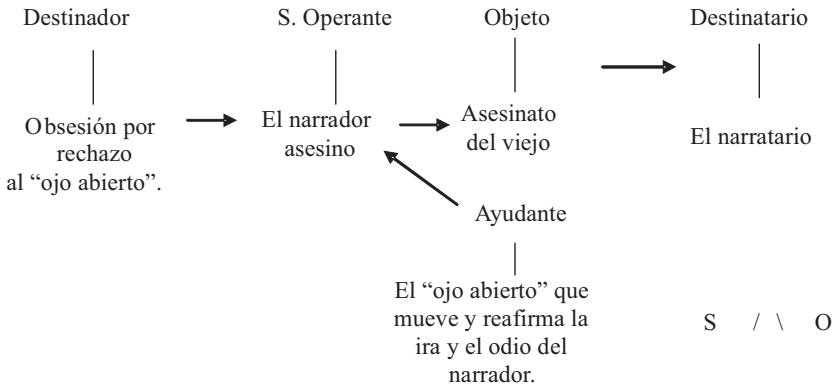 Destinador S. Operante Objeto Destinatario
Obsesión por
rechazo
al “ojo abierto”.
El narrador
asesino
Asesinato
del viejo
El narratario
Ayudante
El “ojo abierto” que
mueve y reafirma la
ira y el odio del
narrador.
S / \ O